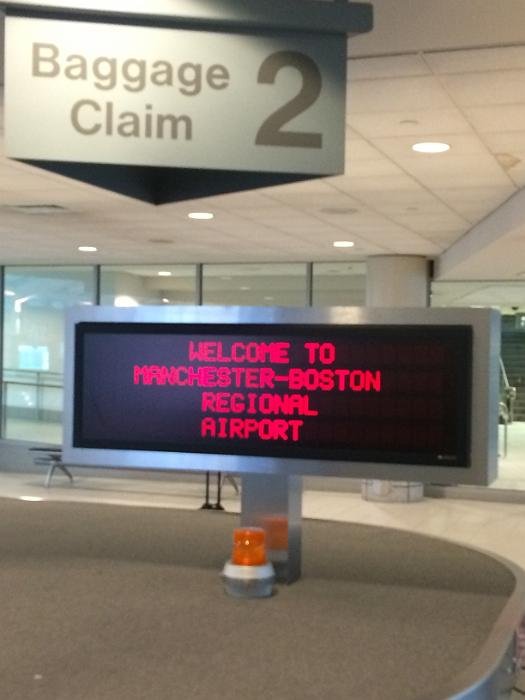 Baggage
Claim
2
WELCOME TO
MANCHESTER-BOSTON
REGIONAL
AIRPORT